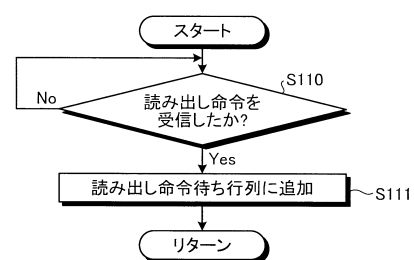 スタート
S110
No
読み出し命令を
受信したか?
Yes
読み出し命令待ち行列に追加
S111
リターン